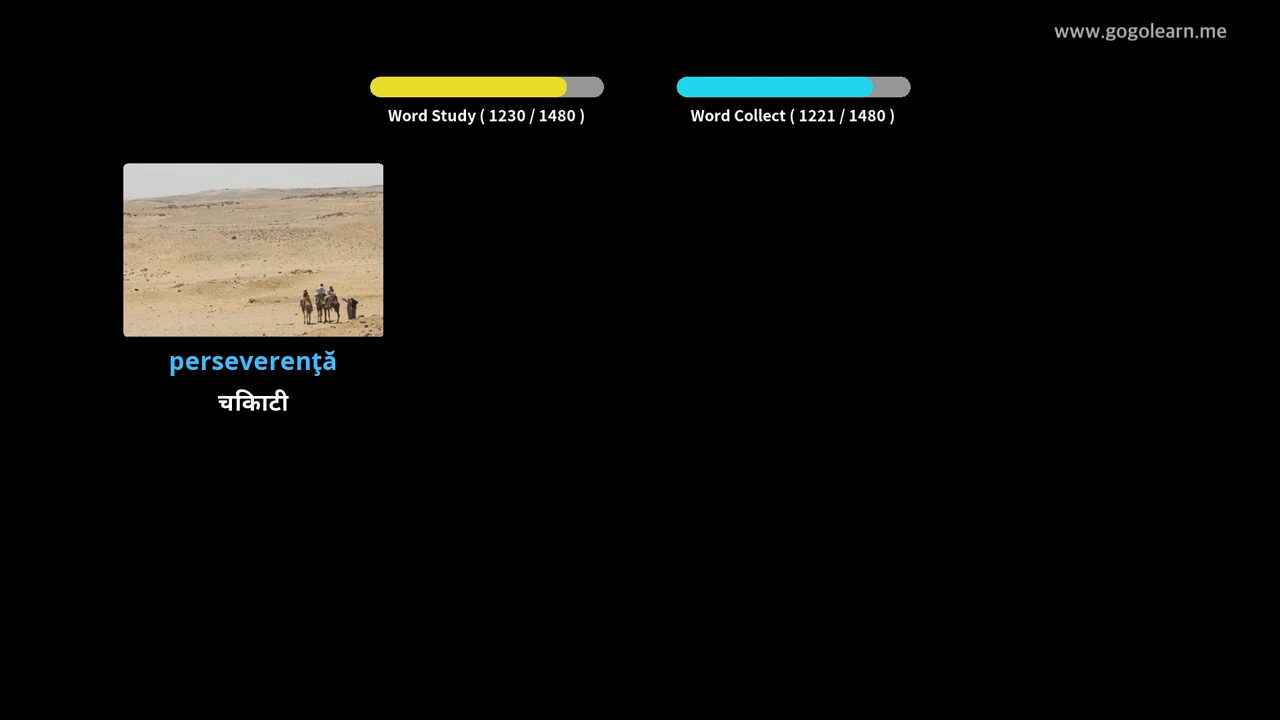 www.gogolearn.me
Word Study ( 1230 / 1480 )
Word Collect ( 1221 / 1480 )
perseverenţă
चकिाटी